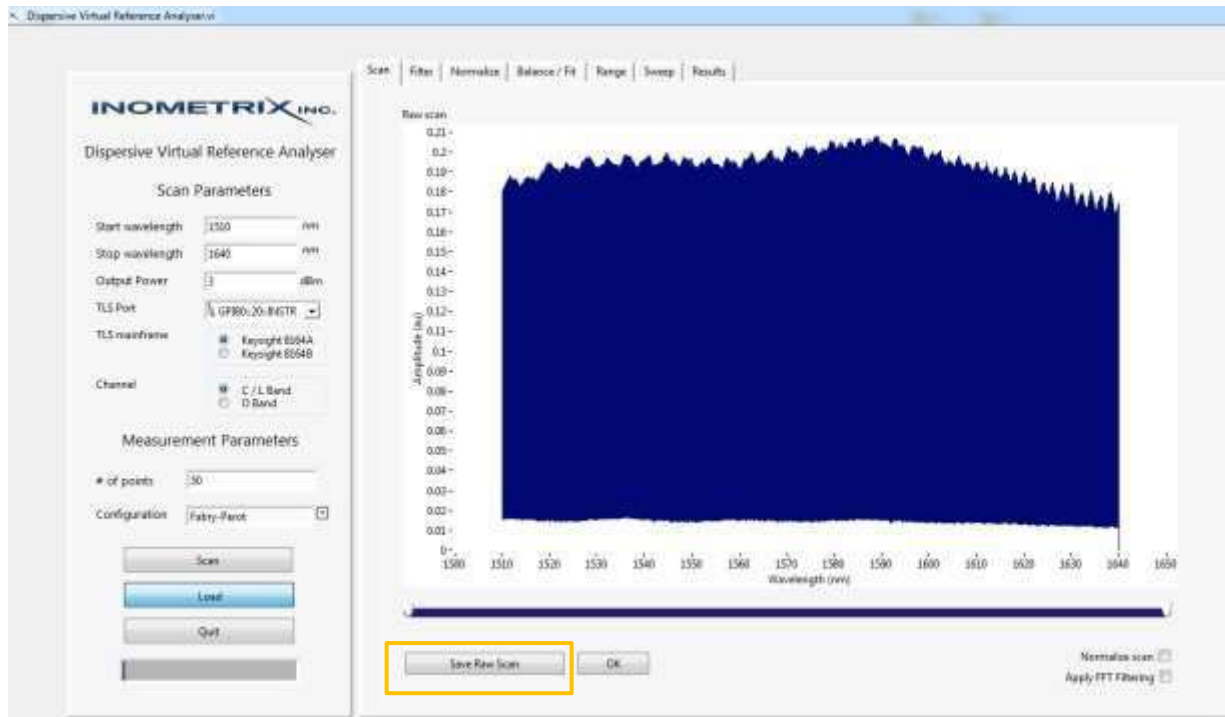 Dispersive Virtual Reference Analyser.vi
Scan Filter Normalize Balance / Fit Range Sweep Results
INOMETRIX INC.
Dispersive Virtual Reference Analyser
Scan Parameters
Start wavelength 1510 nm
Stop wavelength 1640 nm
Output Power 3 dBm
TLS Port GPIB0::20::INSTR
TLS mainframe
Keysight 8164A
Keysight 8164B
Channel
C / L Band
O Band
Measurement Parameters
# of points 30
Configuration Fabry-Perot
Scan
Load
Quit
Raw scan
0.21
0.2
0.19
0.18
0.17
0.16
0.15
0.14
0.13
0.12
0.11
0.1
0.09
0.08
0.07
0.06
0.05
0.04
0.03
0.02
0.01
0
Amplitude (au)
1500 1510 1520 1530 1540 1550 1560 1570 1580 1590 1600 1610 1620 1630 1640 1650
Wavelength (nm)
Save Raw Scan OK
Normalize scan
Apply FFT Filtering